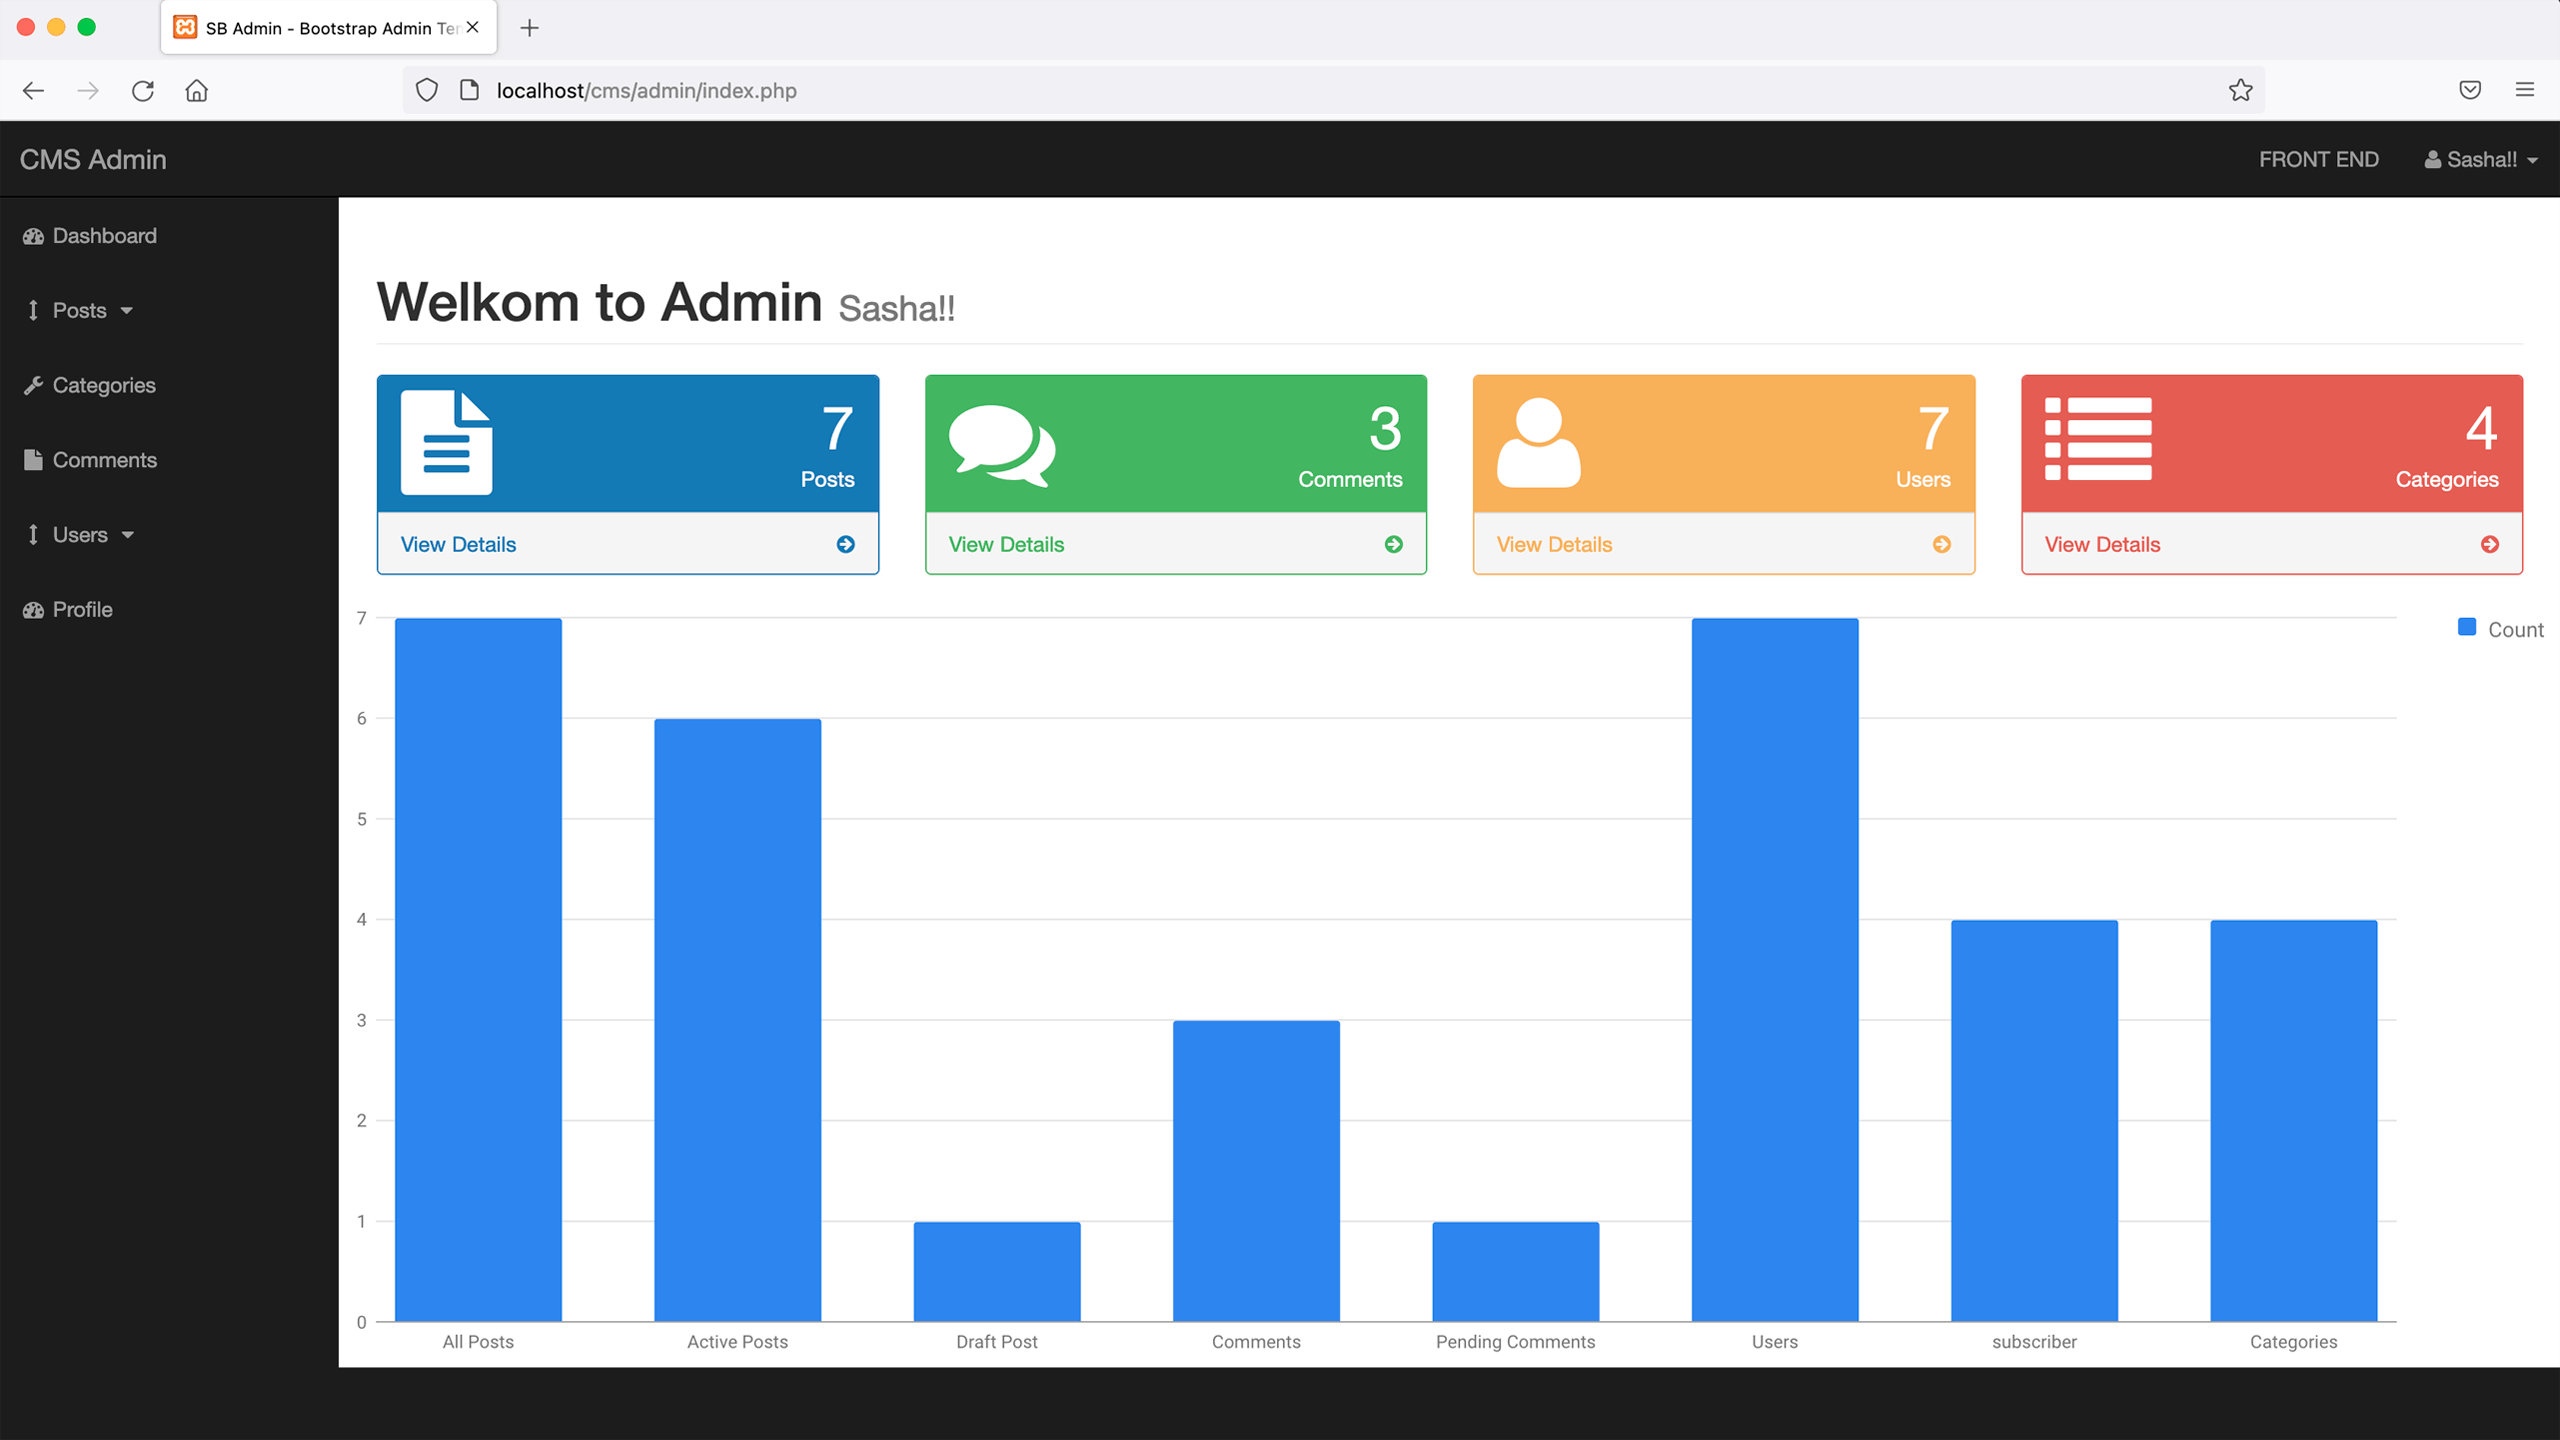 SB Admin - Bootstrap Admin Ter
localhost/cms/admin/index.php
CMS Admin
FRONT END
Sasha!!
Dashboard
Posts
Categories
Comments
Users
Profile
Welkom to Admin Sasha!!
7
Posts
View Details
3
Comments
View Details
7
Users
View Details
4
Categories
View Details
Count
7
6
5
4
3
2
1
0
All Posts
Active Posts
Draft Post
Comments
Pending Comments
Users
subscriber
Categories